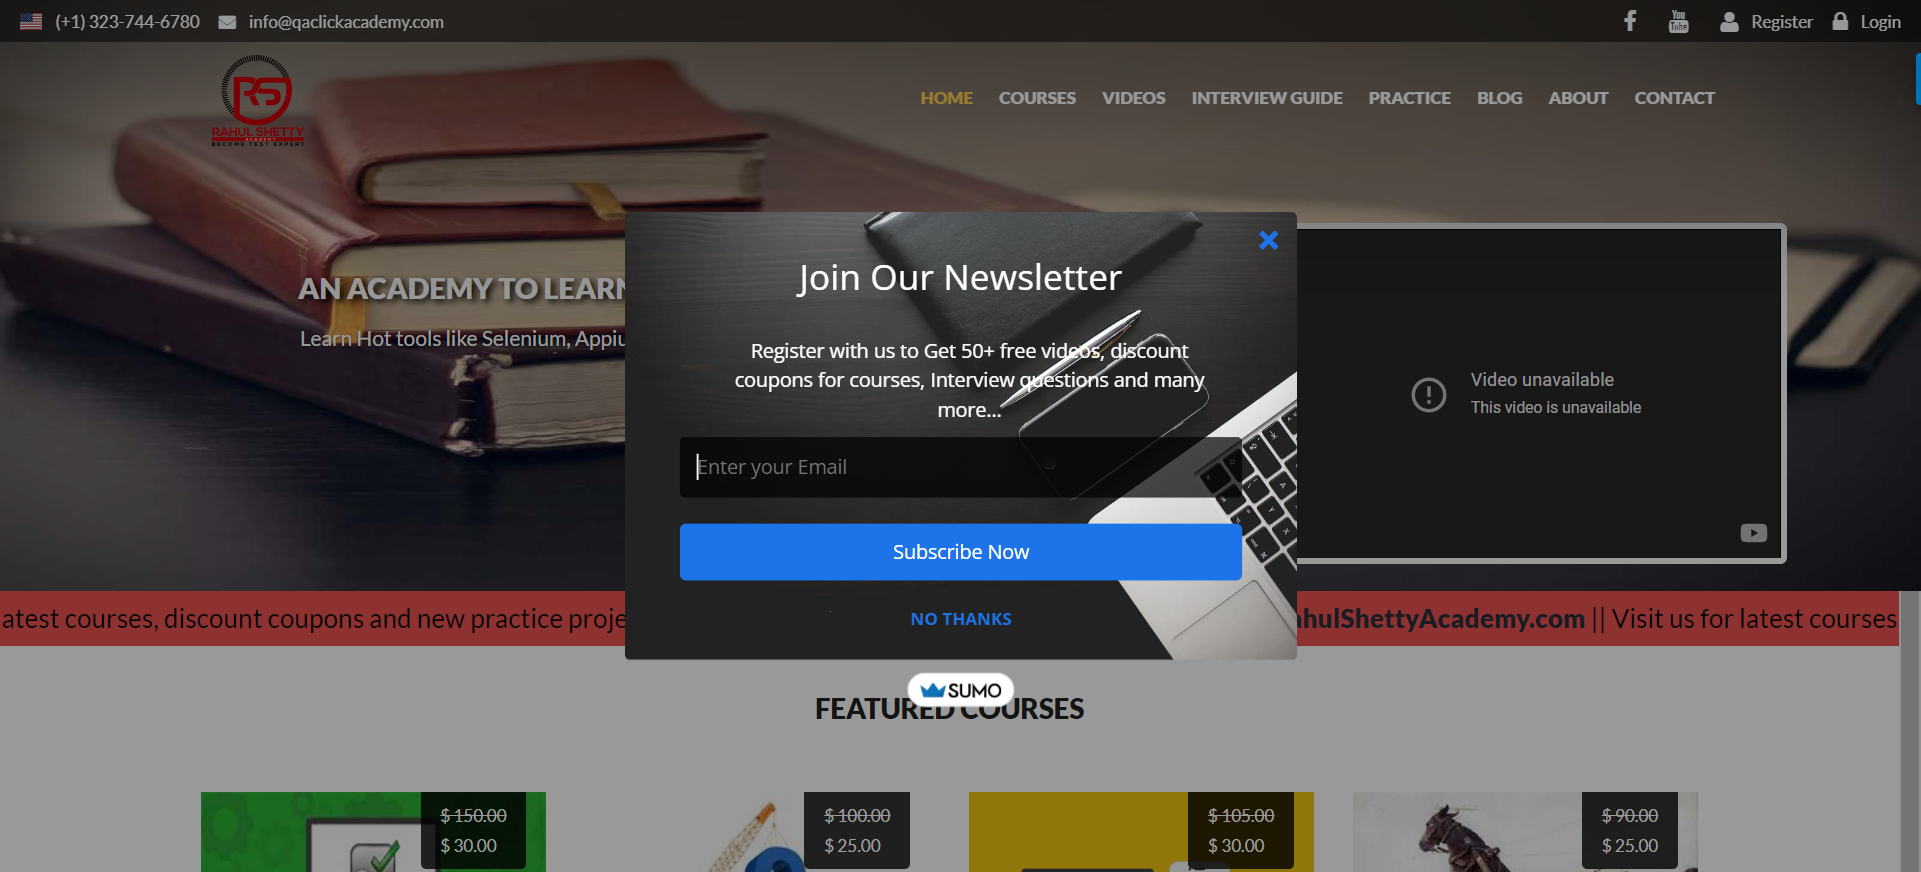 (+1) 323-744-6780 info@qaclickacademy.com
You Tube Register Login
RS
RAHUL SHETTY
ACADEMY
BECOME TEST EXPERT
HOME COURSES VIDEOS INTERVIEW GUIDE PRACTICE BLOG ABOUT CONTACT
AN ACADEMY TO LEARN
Learn Hot tools like Selenium, Appiu
Join Our Newsletter
Register with us to Get 50+ free videos, discount
coupons for courses, Interview questions and many
more...
Enter your Email
Subscribe Now
NO THANKS
Video unavailable
This video is unavailable
atest courses, discount coupons and new practice proje
ahulShettyAcademy.com || Visit us for latest courses
SUMO
FEATURED COURSES
$ 150.00
$ 30.00
$ 100.00
$ 25.00
$ 105.00
$ 30.00
$ 90.00
$ 25.00